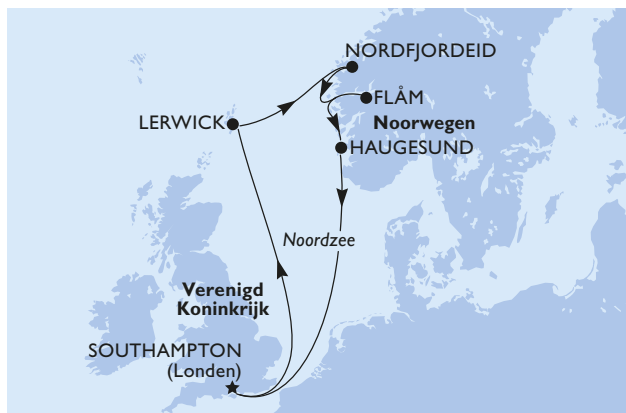 NORDFJORDEID
FLÅM
LERWICK
Noorwegen
HAUGESUND
Noordzee
Verenigd
Koninkrijk
SOUTHAMPTON
(Londen)